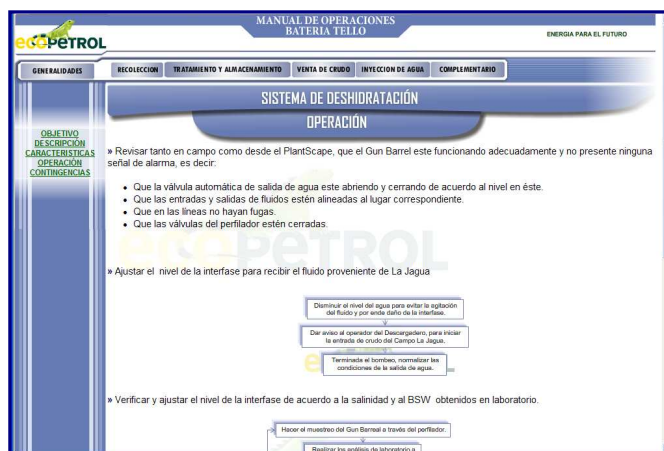 MANUAL DE OPERACIONES
BATERIA TELLO
ecoPETROL
ENERGIA PARA EL FUTURO
GENERALIDADES
RECOLECCION TRATAMIENTO Y ALMACENAMIENTO VENTA DE CRUDO INYECCION DE AGUA COMPLEMENTARIO
SISTEMA DE DESHIDRATACIÓN
OPERACIÓN
OBJETIVO
DESCRIPCIÓN
CARACTERISTICAS
OPERACIÓN
CONTINGENCIAS
» Revisar tanto en campo como desde el PlantScape, que el Gun Barrel este funcionando adecuadamente y no presente ninguna
señal de alarma, es decir:
• Que la válvula automática de salida de agua este abriendo y cerrando de acuerdo al nivel en éste.
• Que las entradas y salidas de fluidos estén alineadas al lugar correspondiente.
• Que en las líneas no hayan fugas.
• Que las válvulas del perfilador estén cerradas.
ecoPETROL
» Ajustar el nivel de la interfase para recibir el fluido proveniente de La Jagua
Disminuir el nivel del agua para evitar la agitación
del fluido y por ende daño de la interfase.
Dar aviso al operador del Descargadero, para iniciar
la entrada de crudo del Campo La Jagua.
Terminada el bombeo, normalizar las
condiciones de la salida de agua.
» Verificar y ajustar el nivel de la interfase de acuerdo a la salinidad y al BSW obtenidos en laboratorio.
Hacer el muestreo del Gun Barreal a través del perfilador.
Realizar los análisis de laboratorio a